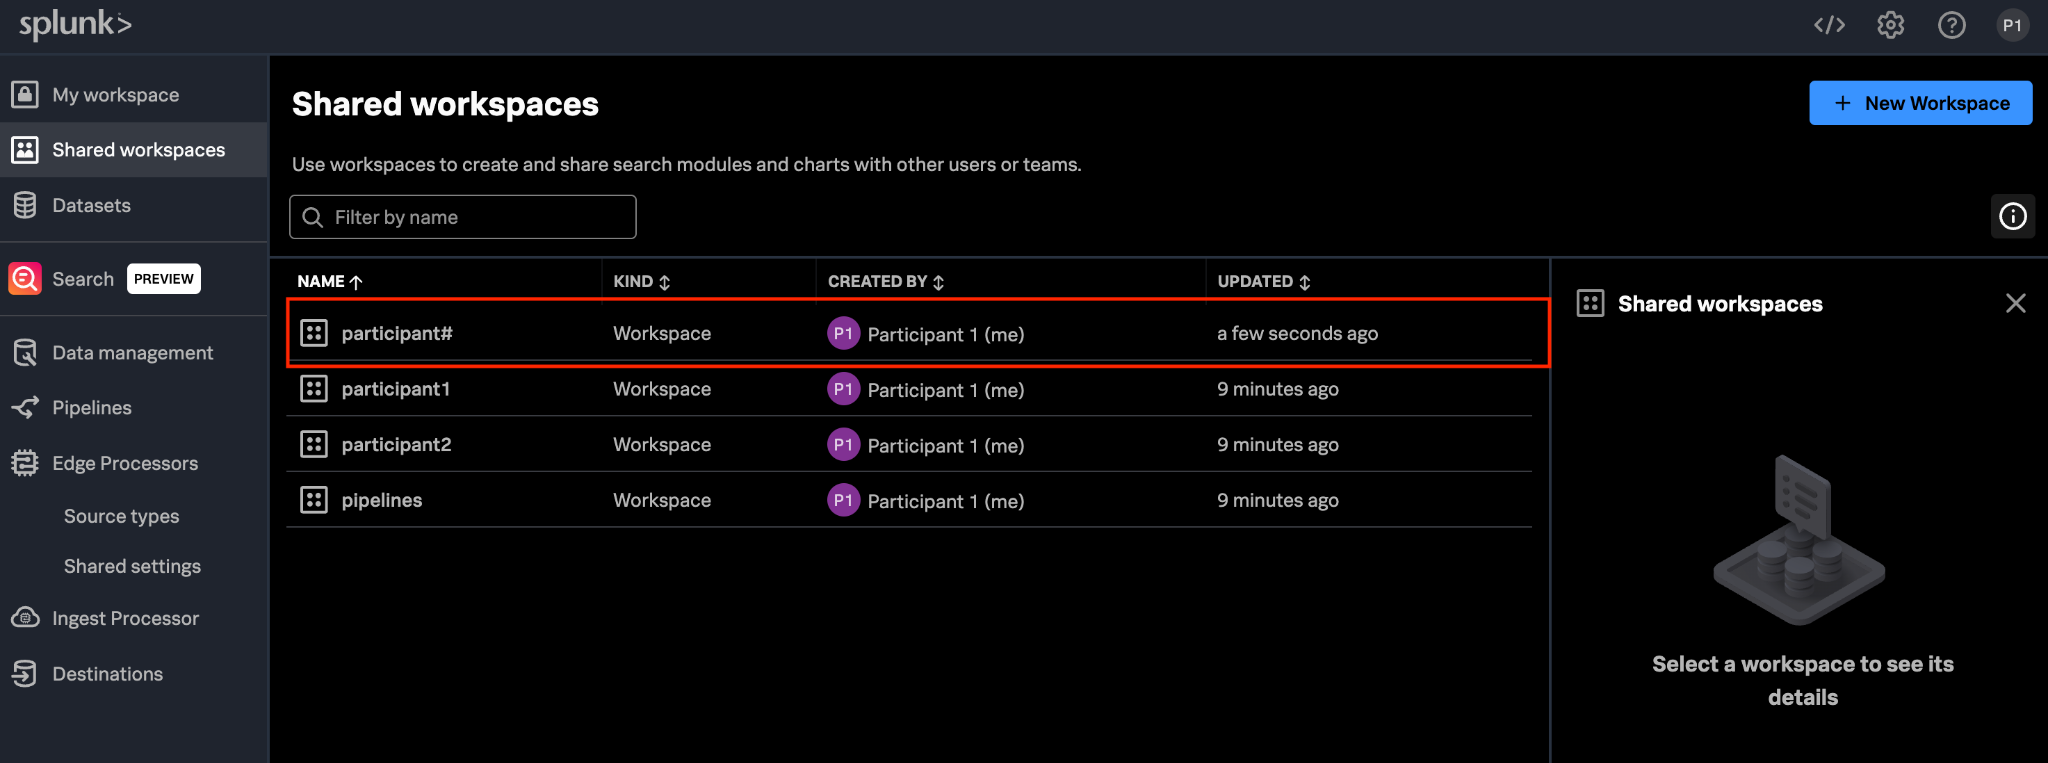 splunk>
P1
My workspace
Shared workspaces
Datasets
Search PREVIEW
Data management
Pipelines
Edge Processors
Source types
Shared settings
Ingest Processor
Destinations
Shared workspaces
+ New Workspace
Use workspaces to create and share search modules and charts with other users or teams.
Filter by name
NAME KIND CREATED BY UPDATED
participant# Workspace P1 Participant 1 (me) a few seconds ago
participant1 Workspace P1 Participant 1 (me) 9 minutes ago
participant2 Workspace P1 Participant 1 (me) 9 minutes ago
pipelines Workspace P1 Participant 1 (me) 9 minutes ago
Shared workspaces
Select a workspace to see its
details